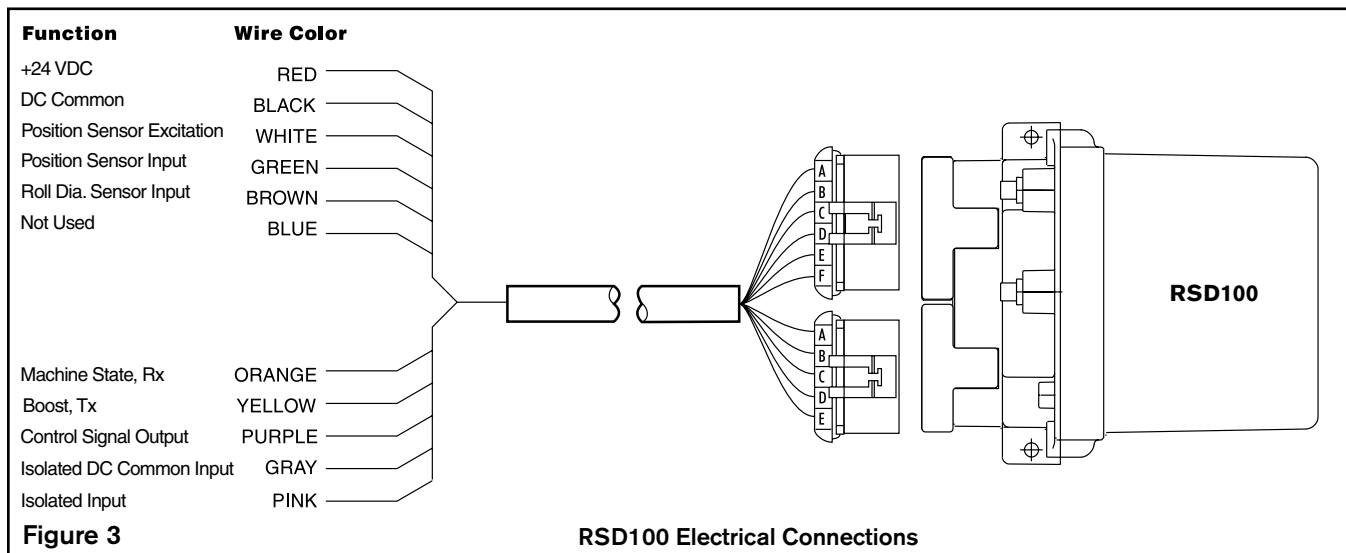 Function Wire Color
+24 VDC RED
DC Common BLACK
Position Sensor Excitation WHITE
Position Sensor Input GREEN
Roll Dia. Sensor Input BROWN
Not Used BLUE
A
B
C
D
E
F
RSD100
A
B
C
D
E
Machine State, Rx ORANGE
Boost, Tx YELLOW
Control Signal Output PURPLE
Isolated DC Common Input GRAY
Isolated Input PINK
Figure 3 RSD100 Electrical Connections